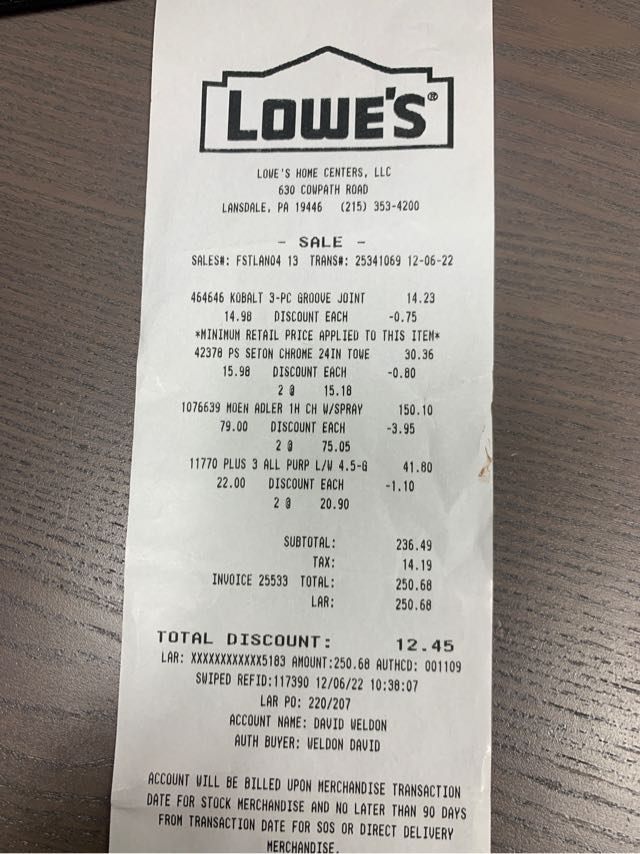 LOWE'S®
LOWE'S HOME CENTERS, LLC
630 COWPATH ROAD
LANSDALE, PA 19446 (215) 353-4200
- SALE -
SALES#: FSTLAN04 13 TRANS#: 25341069 12-06-22
464646 KOBALT 3-PC GROOVE JOINT 14.23
14.98 DISCOUNT EACH -0.75
*MINIMUM RETAIL PRICE APPLIED TO THIS ITEM*
42378 PS SETON CHROME 24IN TOWE 30.36
15.98 DISCOUNT EACH -0.80
2 @ 15.18
1076639 MOEN ADLER 1H CH W/SPRAY 150.10
79.00 DISCOUNT EACH -3.95
2 @ 75.05
11770 PLUS 3 ALL PURP L/W 4.5-G 41.80
22.00 DISCOUNT EACH -1.10
2 @ 20.90
SUBTOTAL: 236.49
TAX: 14.19
INVOICE 25533 TOTAL: 250.68
LAR: 250.68
TOTAL DISCOUNT: 12.45
LAR: XXXXXXXXXXXX5183 AMOUNT:250.68 AUTHCD: 001109
SWIPED REFID:117390 12/06/22 10:38:07
LAR PO: 220/207
ACCOUNT NAME: DAVID WELDON
AUTH BUYER: WELDON DAVID
ACCOUNT WILL BE BILLED UPON MERCHANDISE TRANSACTION
DATE FOR STOCK MERCHANDISE AND NO LATER THAN 90 DAYS
FROM TRANSACTION DATE FOR SOS OR DIRECT DELIVERY
MERCHANDISE.